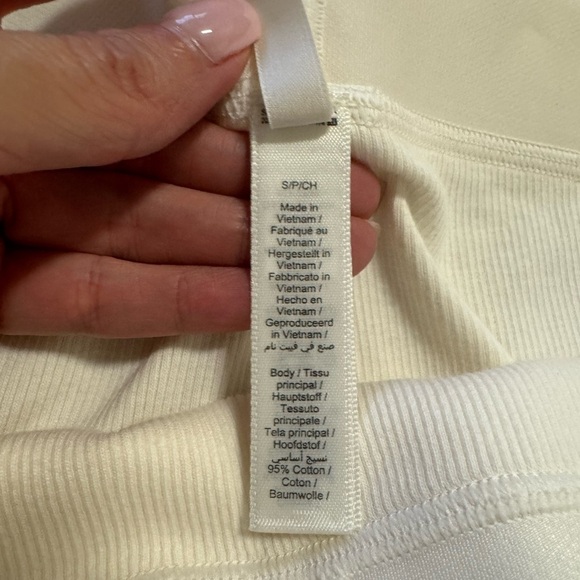 S/P/CH
Made in
Vietnam /
Fabriqué au
Vietnam /
Hergestellt in
Vietnam /
Fabbricato in
Vietnam /
Hecho en
Vietnam /
Geproduceerd
in Vietnam /
صنع في فييت نام
Body / Tissu
principal /
Hauptstoff /
Tessuto
principale /
Tela principal /
Hoofdstof /
نسيج أساسي /
95% Cotton /
Coton /
Baumwolle /